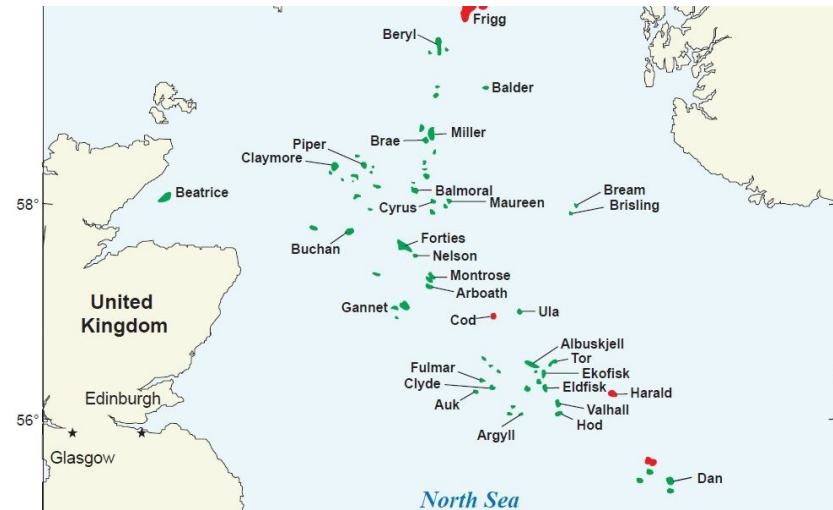 Frigg
Beryl
Balder
Miller
Brae
Piper
Claymore
Beatrice
Balmoral
58°
Cyrus
Maureen
Bream
Brisling
Buchan
Forties
Nelson
Montrose
Arboath
United
Kingdom
Gannet
Cod
Ula
Albuskjell
Tor
Fulmar
Ekofisk
Clyde
Eldfisk
Harald
Edinburgh
Auk
Valhall
56°
Hod
Argyll
Glasgow
Dan
North Sea